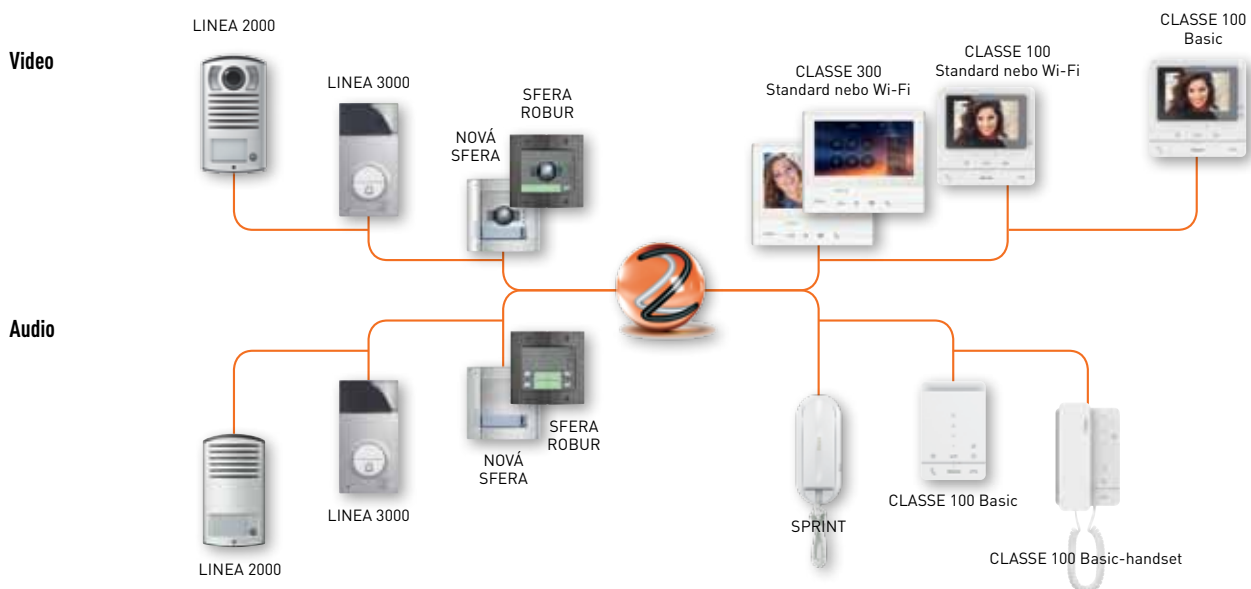 LINEA 2000
CLASSE 100
Basic
Video
CLASSE 100
Standard nebo Wi-Fi
CLASSE 300
Standard nebo Wi-Fi
LINEA 3000
SFERA
ROBUR
NOVÁ
SFERA
2
Audio
SFERA
ROBUR
NOVÁ
SFERA
LINEA 3000
LINEA 2000
SPRINT
CLASSE 100 Basic
CLASSE 100 Basic-handset